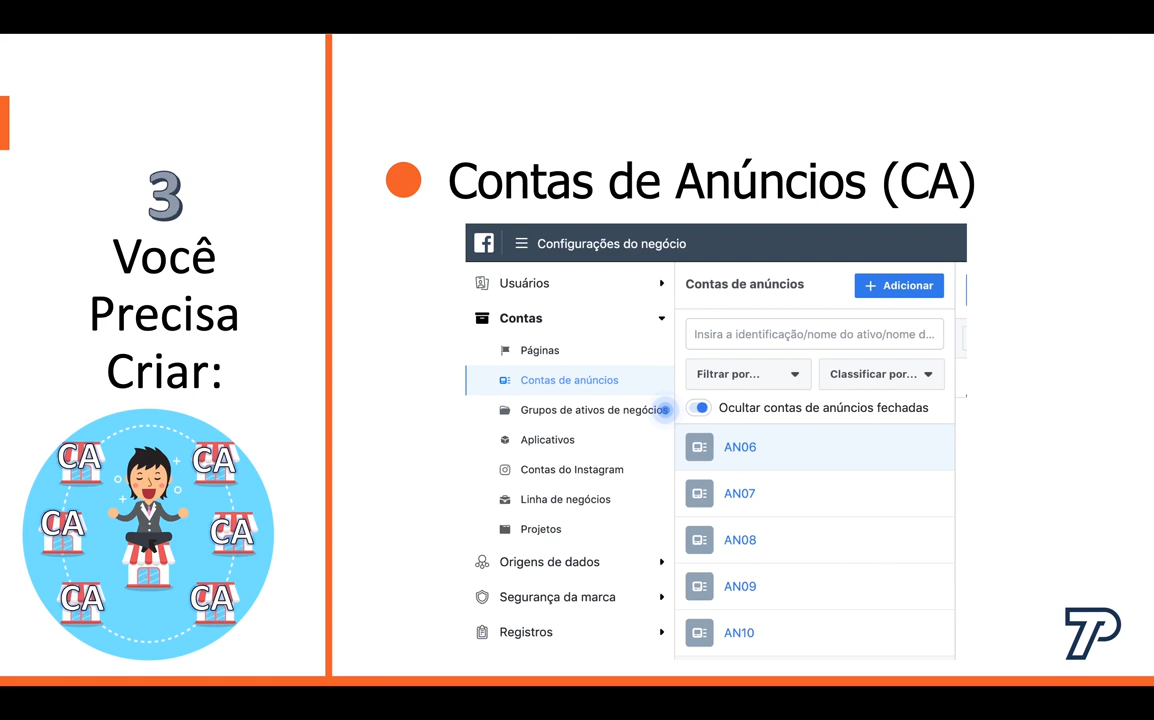 3
Você
Precisa
Criar:
CA
CA
CA
CA
CA
CA
Contas de Anúncios (CA)
Configurações do negócio
Usuários
Contas
Páginas
Contas de anúncios
Grupos de ativos de negócios
Aplicativos
Contas do Instagram
Linha de negócios
Projetos
Origens de dados
Segurança da marca
Registros
Contas de anúncios
+ Adicionar
Insira a identificação/nome do ativo/nome d...
Filtrar por... Classificar por...
Ocultar contas de anúncios fechadas
AN06
AN07
AN08
AN09
AN10
TP